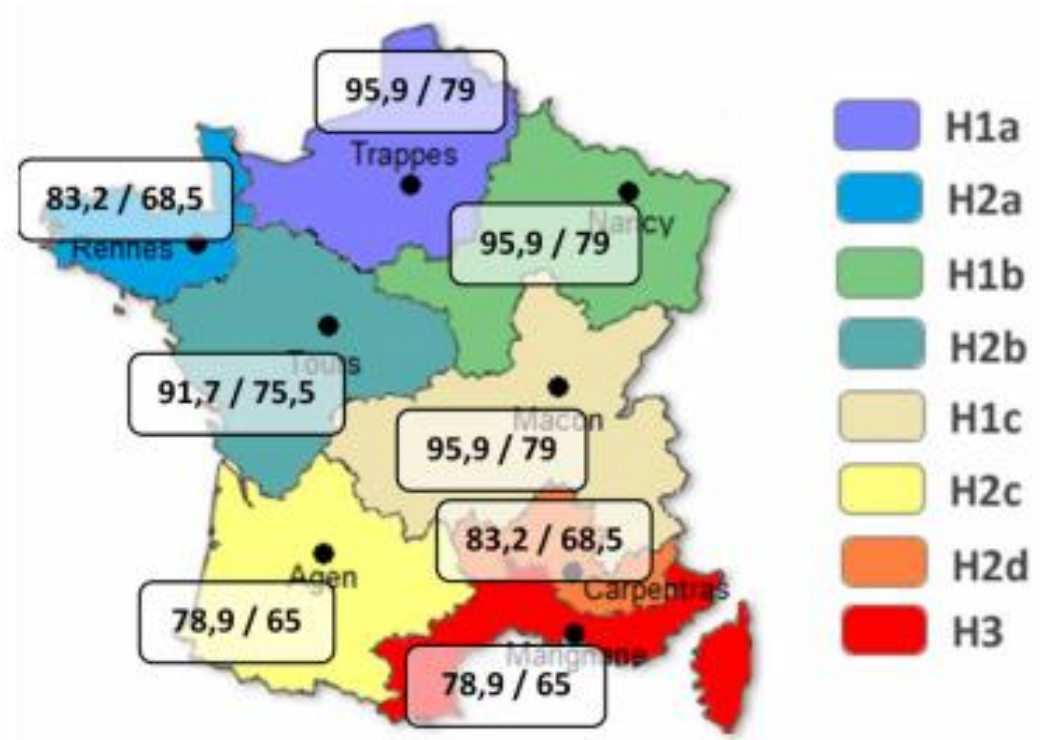 95,9 / 79
Trappes
83,2 / 68,5
Rennes
Nancy
95,9 / 79
Tours
91,7 / 75,5
Macon
95,9 / 79
83,2 / 68,5
Carpentras
Agen
78,9 / 65
Marignane
78,9 / 65
H1a
H2a
H1b
H2b
H1c
H2c
H2d
H3